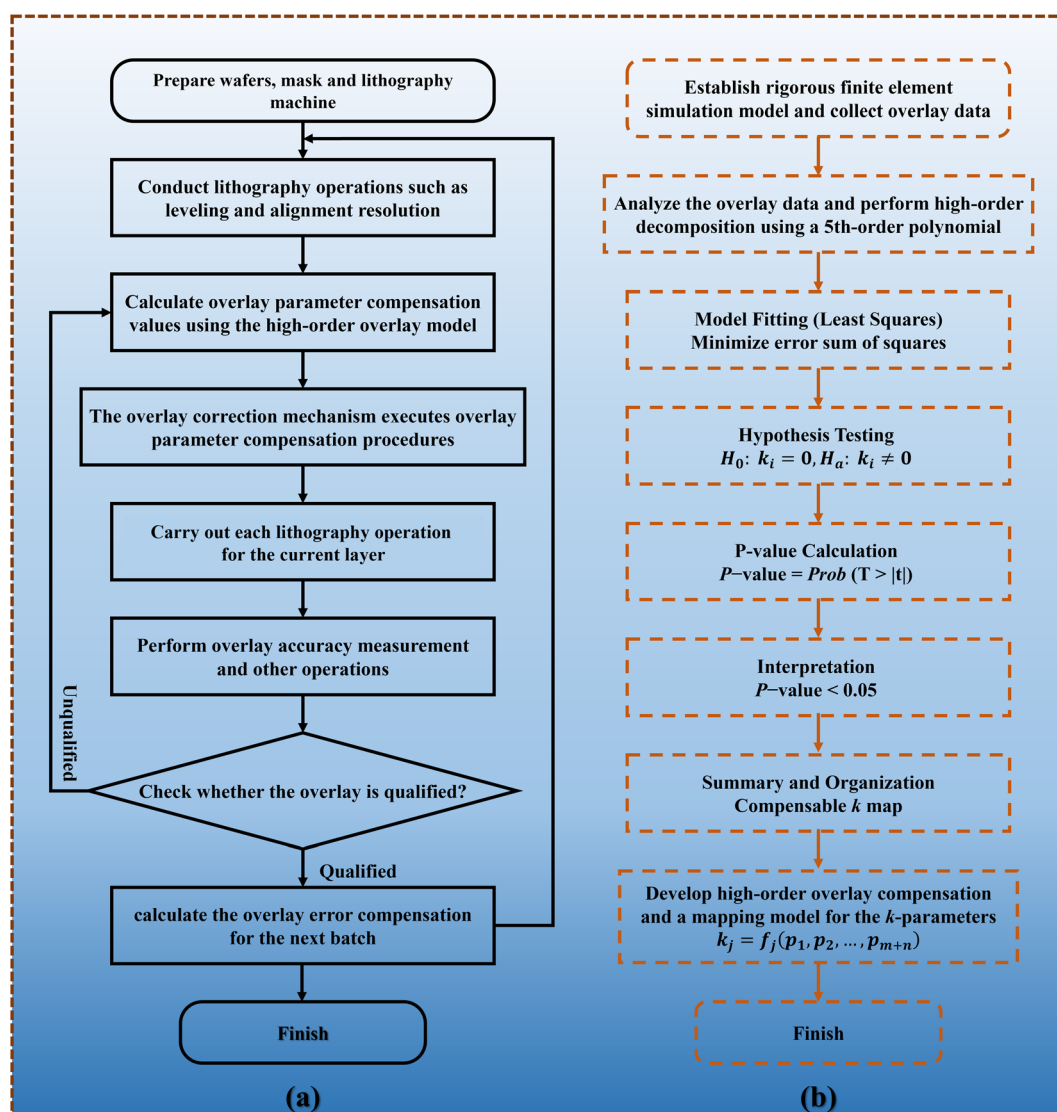 Prepare wafers, mask and lithography
machine
Conduct lithography operations such as
leveling and alignment resolution
Calculate overlay parameter compensation
values using the high-order overlay model
The overlay correction mechanism executes overlay
parameter compensation procedures
Carry out each lithography operation
for the current layer
Perform overlay accuracy measurement
and other operations
Unqualified
Check whether the overlay is qualified?
Qualified
calculate the overlay error compensation
for the next batch
Finish
(a)
Establish rigorous finite element
simulation model and collect overlay data
Analyze the overlay data and perform high-order
decomposition using a 5th-order polynomial
Model Fitting (Least Squares)
Minimize error sum of squares
Hypothesis Testing
H₀: kᵢ = 0, Hₐ: kᵢ ≠ 0
P-value Calculation
P−value = Prob (T > |t|)
Interpretation
P−value < 0.05
Summary and Organization
Compensable k map
Develop high-order overlay compensation
and a mapping model for the k-parameters
kⱼ = fⱼ(p₁, p₂, …, pₘ₊ₙ)
Finish
(b)